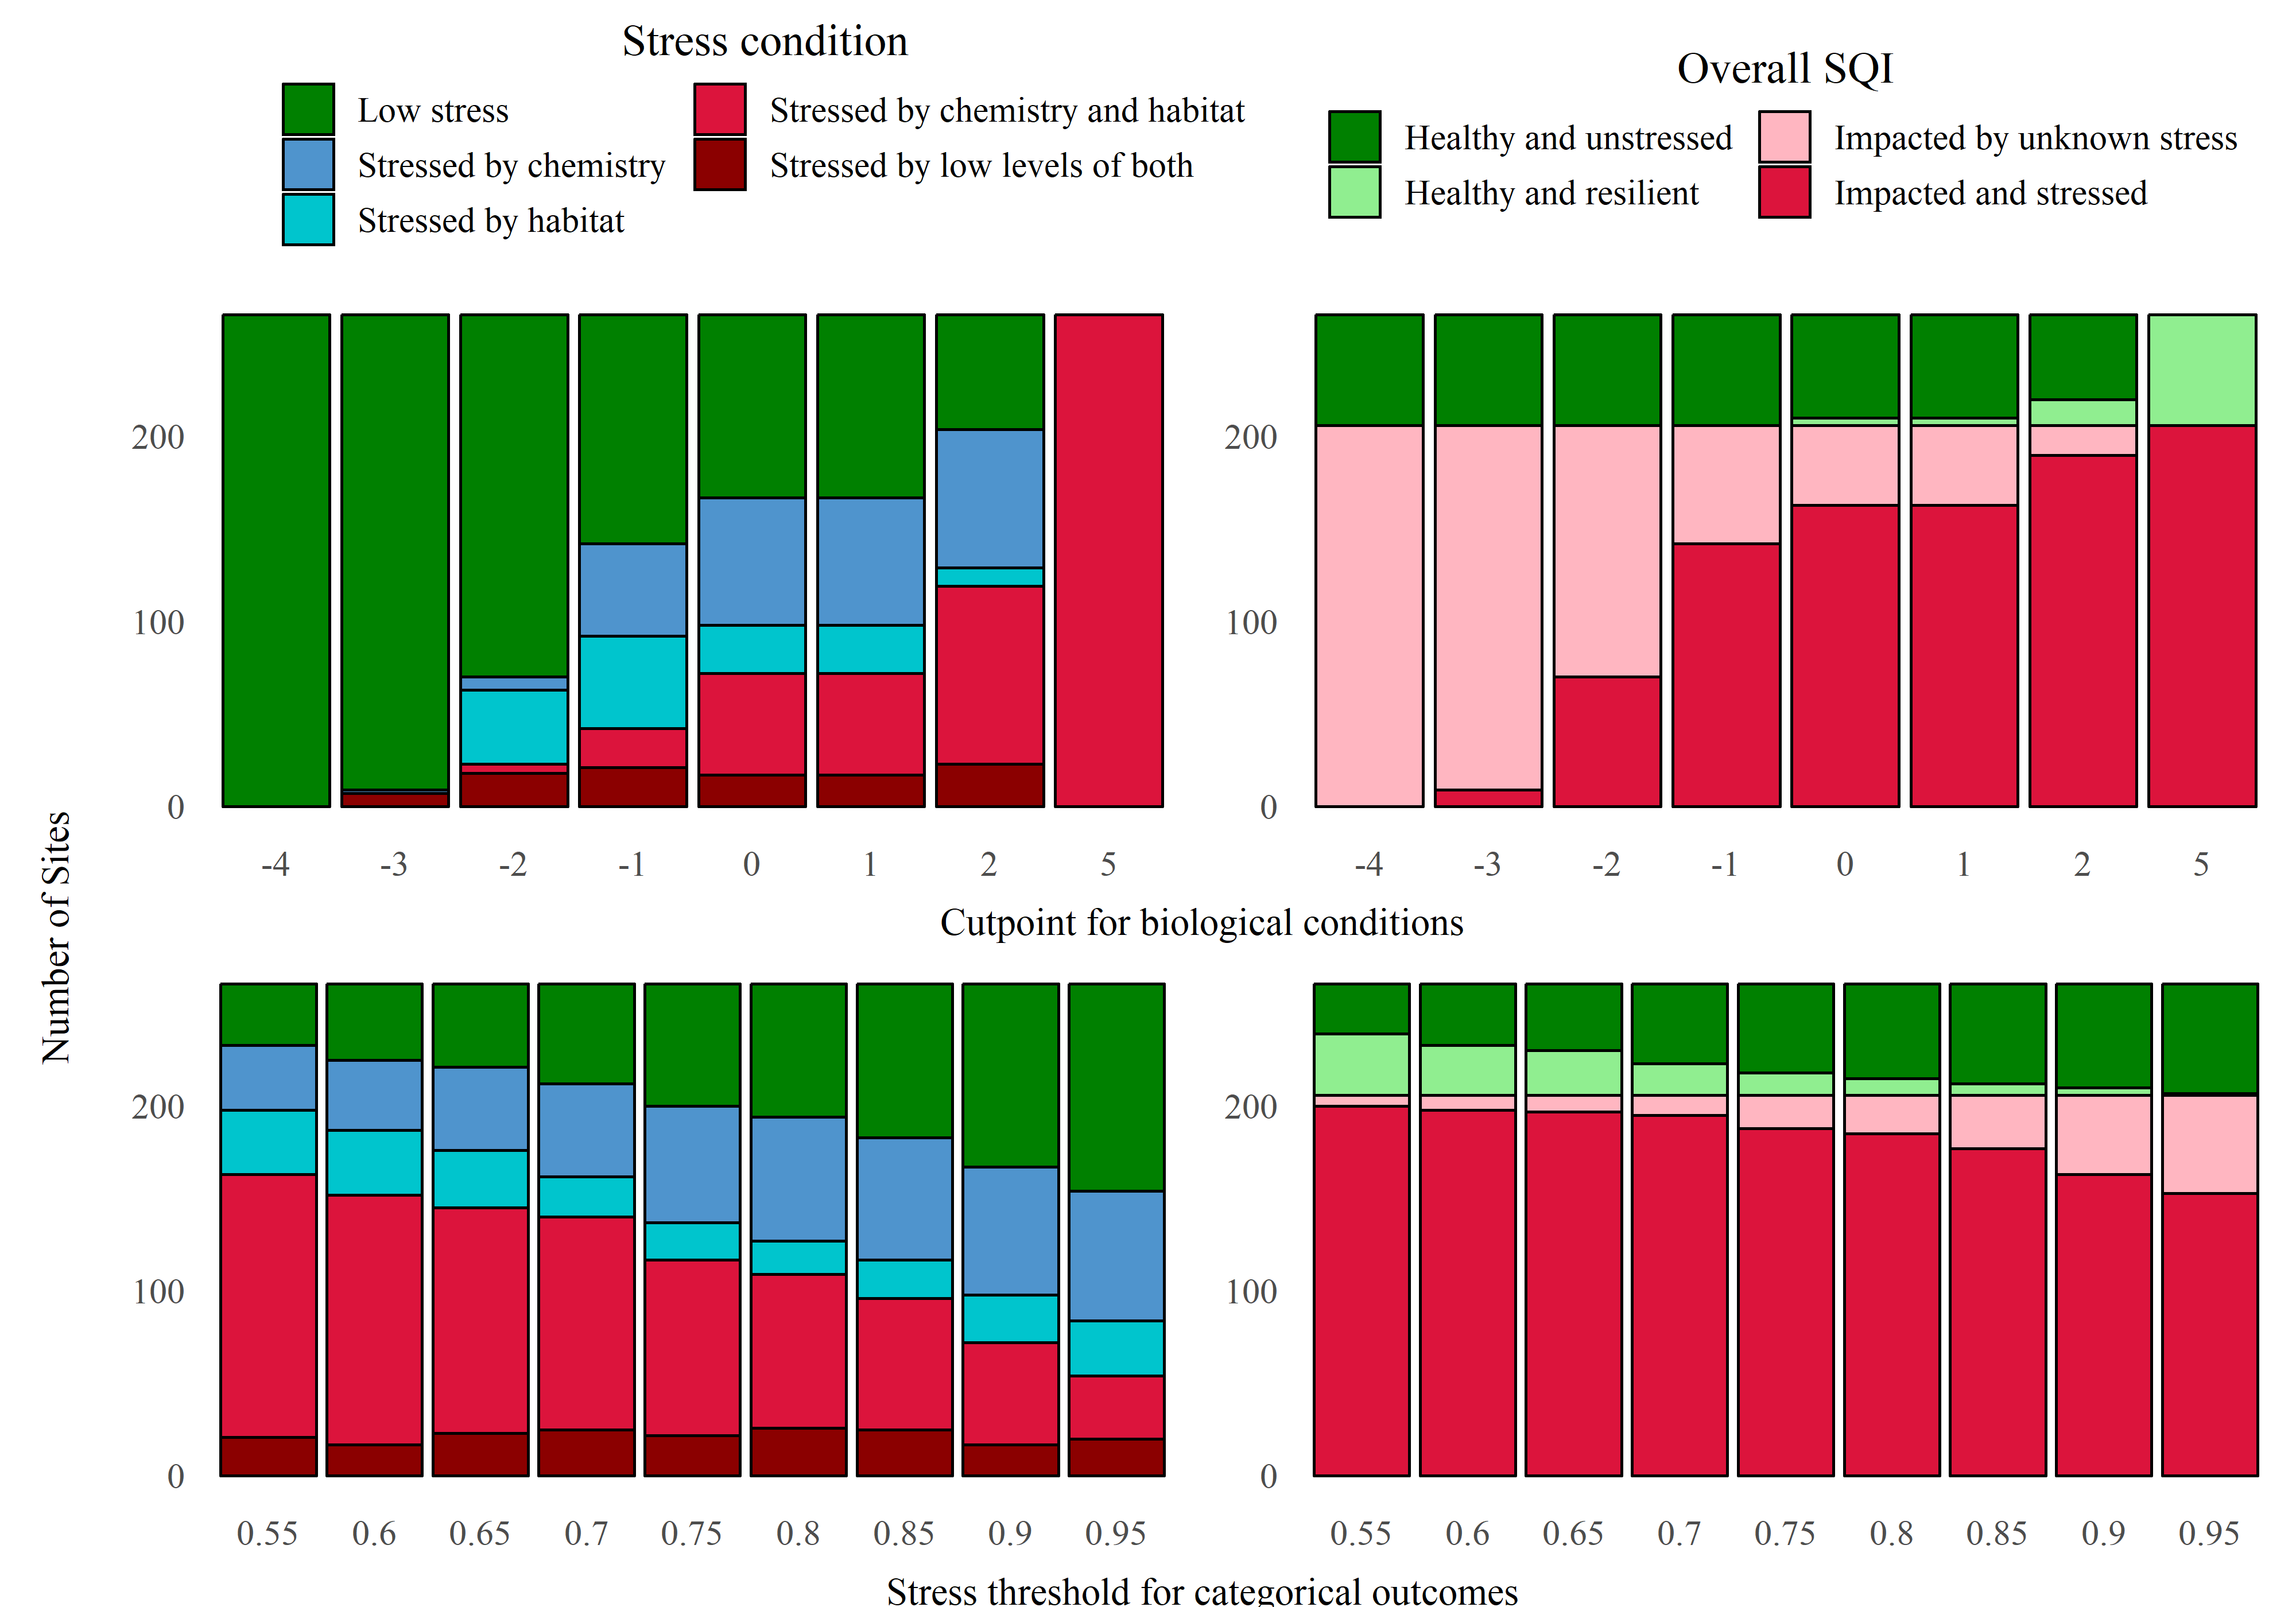 Stress condition
Low stress
Stressed by chemistry
Stressed by habitat
Stressed by chemistry and habitat
Stressed by low levels of both
Overall SQI
Healthy and unstressed
Healthy and resilient
Impacted by unknown stress
Impacted and stressed
Number of Sites
200
100
0
-4 -3 -2 -1 0 1 2 5
200
100
0
-4 -3 -2 -1 0 1 2 5
Cutpoint for biological conditions
200
100
0
0.55 0.6 0.65 0.7 0.75 0.8 0.85 0.9 0.95
200
100
0
0.55 0.6 0.65 0.7 0.75 0.8 0.85 0.9 0.95
Stress threshold for categorical outcomes